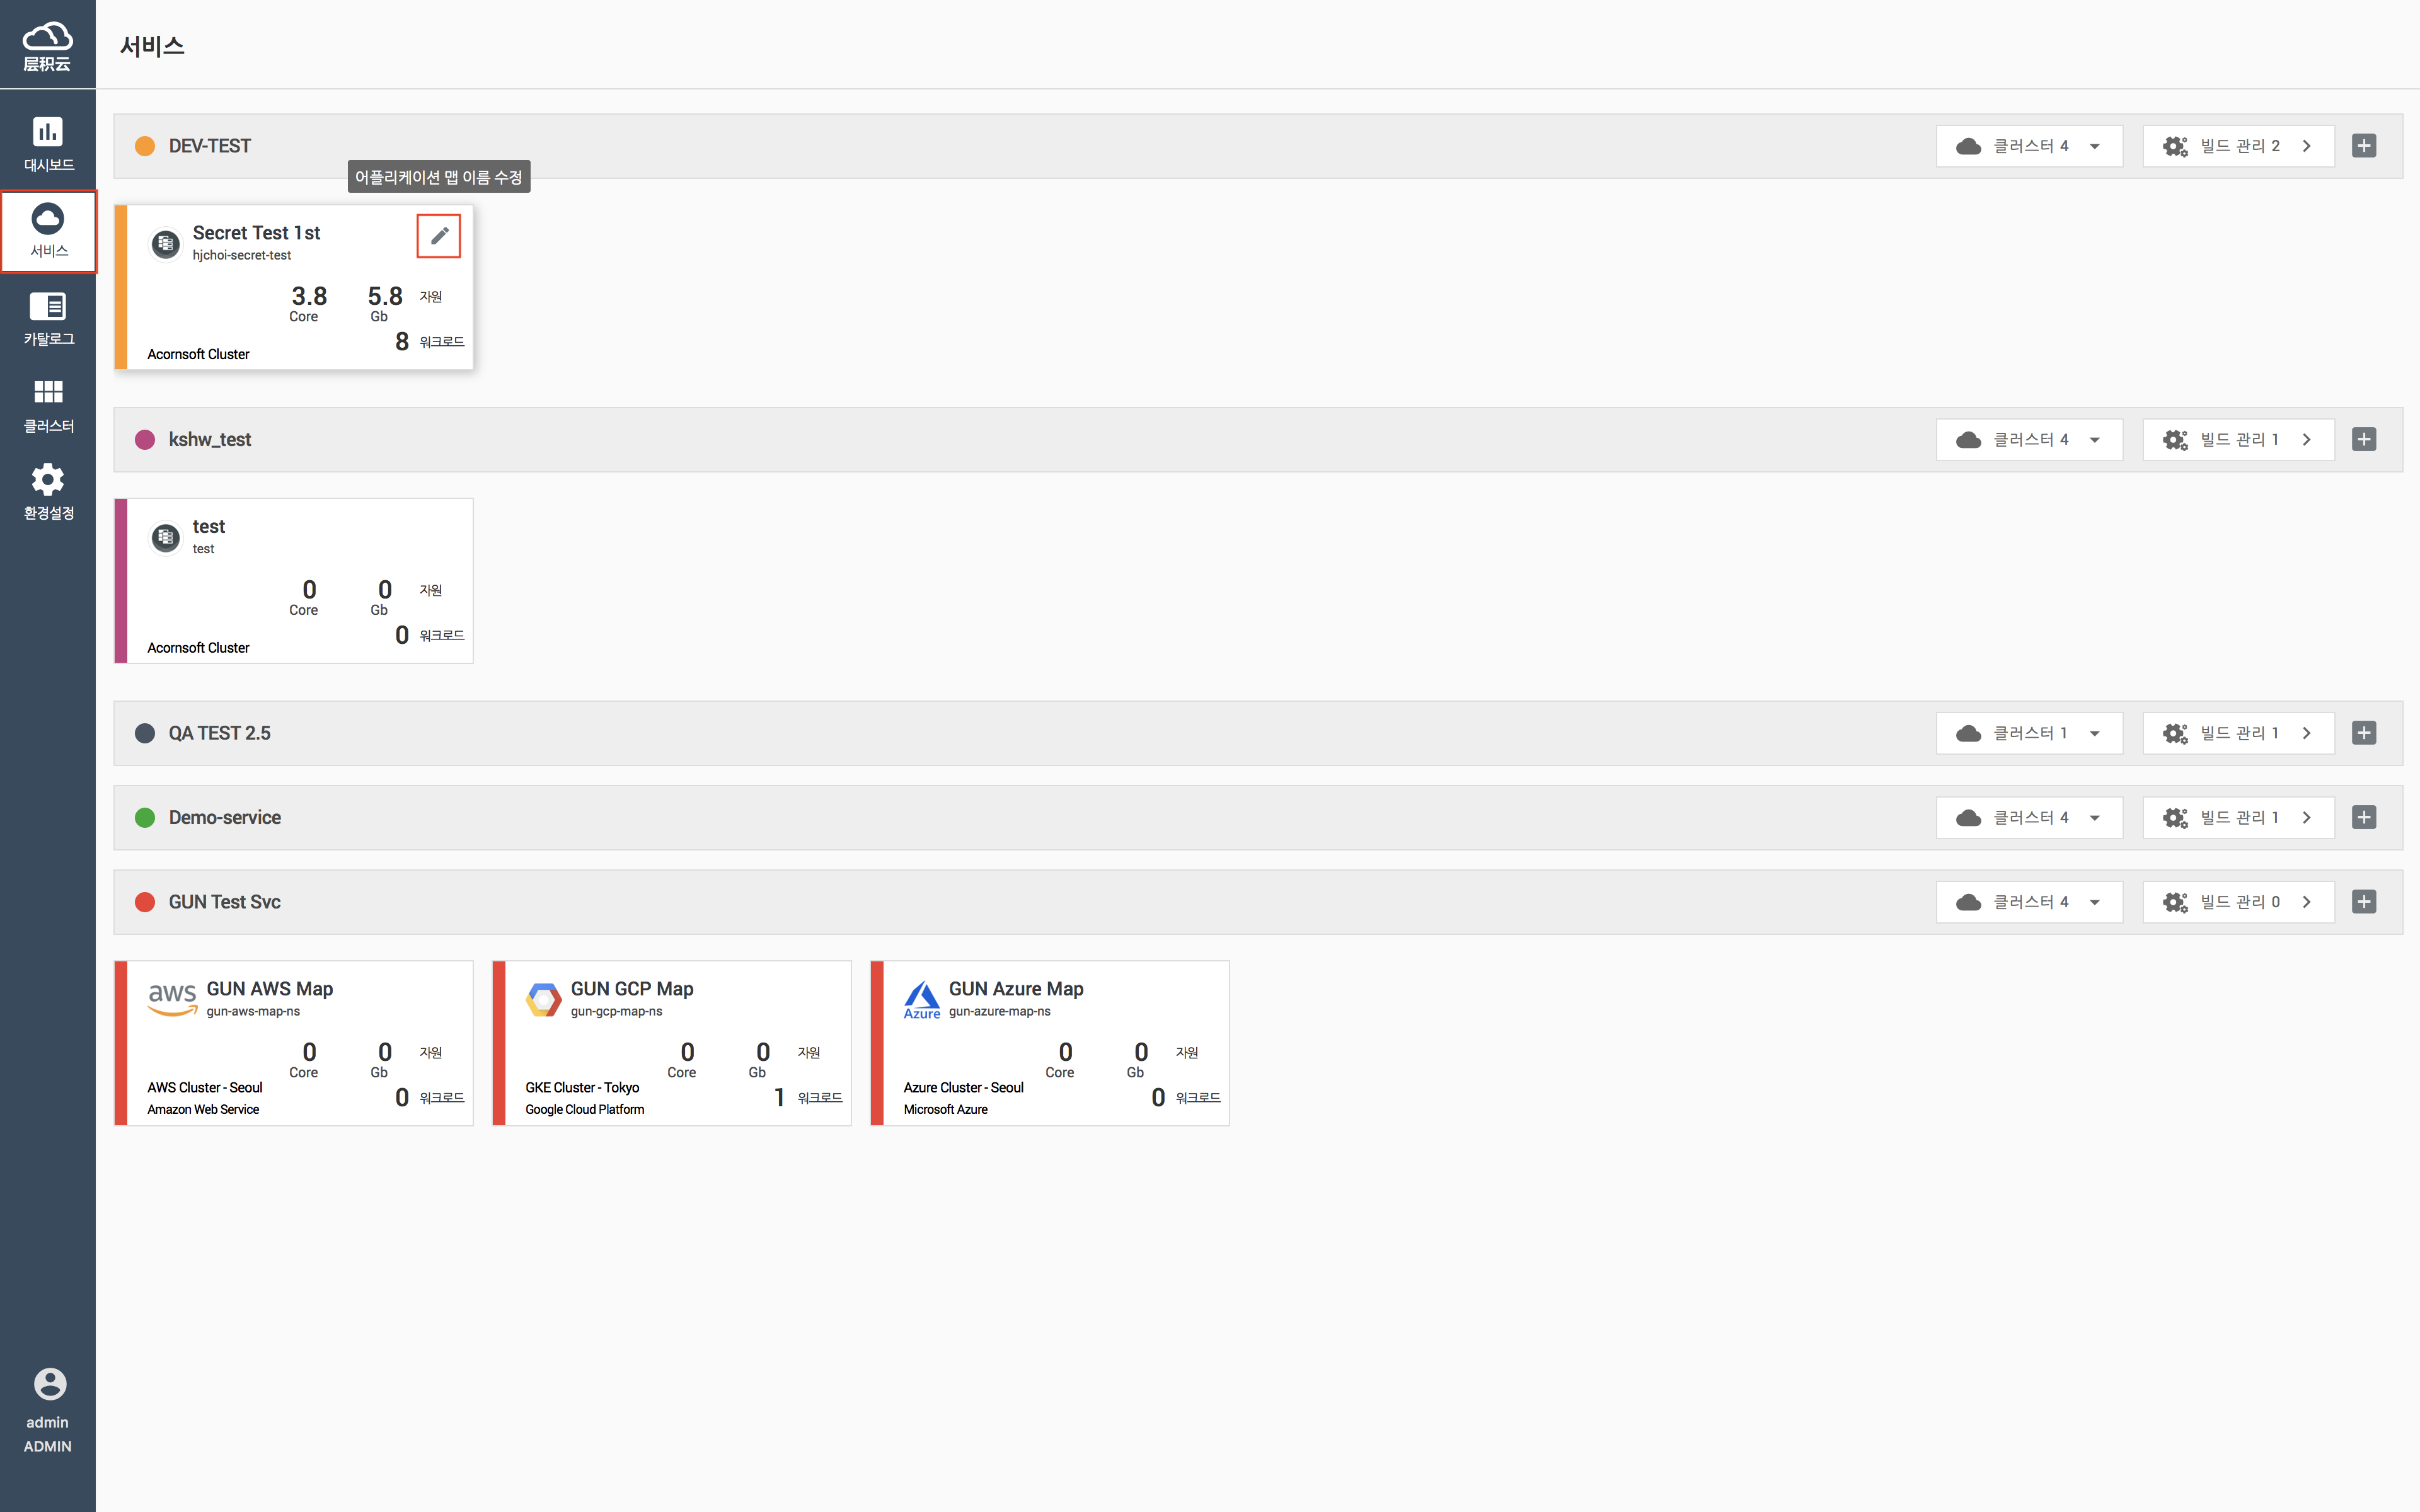 层积云
서비스
대시보드
서비스
카탈로그
클러스터
환경설정
admin
ADMIN
DEV-TEST
클러스터 4
빌드 관리 2
어플리케이션 맵 이름 수정
Secret Test 1st
hjchoi-secret-test
3.8 5.8 자원
Core Gb
8 워크로드
Acornsoft Cluster
kshw_test
클러스터 4
빌드 관리 1
test
test
0 0 자원
Core Gb
0 워크로드
Acornsoft Cluster
QA TEST 2.5
클러스터 1
빌드 관리 1
Demo-service
클러스터 4
빌드 관리 1
GUN Test Svc
클러스터 4
빌드 관리 0
aws
GUN AWS Map
gun-aws-map-ns
0 0 자원
Core Gb
AWS Cluster - Seoul
0 워크로드
Amazon Web Service
GUN GCP Map
gun-gcp-map-ns
0 0 자원
Core Gb
GKE Cluster - Tokyo
1 워크로드
Google Cloud Platform
Azure
GUN Azure Map
gun-azure-map-ns
0 0 자원
Core Gb
Azure Cluster - Seoul
0 워크로드
Microsoft Azure